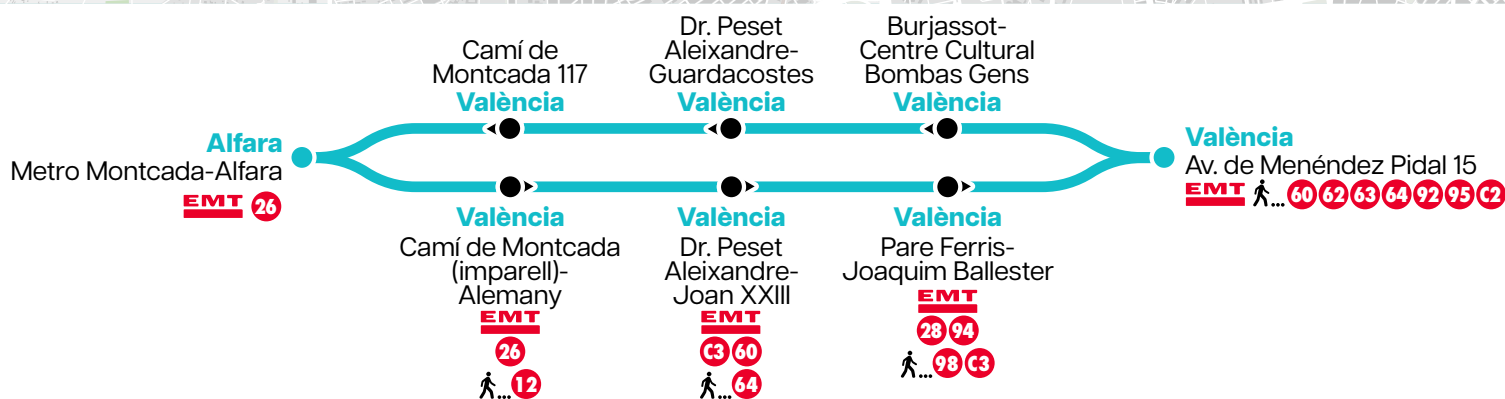 Camí de
Montcada 117
València
Dr. Peset
Aleixandre-
Guardacostes
València
Burjassot-
Centre Cultural
Bombas Gens
València
Alfara
Metro Montcada-Alfara
EMT 26
València
Av. de Menéndez Pidal 15
EMT ... 60 62 63 64 92 95 C2
València
Camí de Montcada
(imparell)-
Alemany
EMT
26
... 12
València
Dr. Peset
Aleixandre-
Joan XXIII
EMT
C3 60
... 64
València
Pare Ferris-
Joaquim Ballester
EMT
28 94
... 98 C3